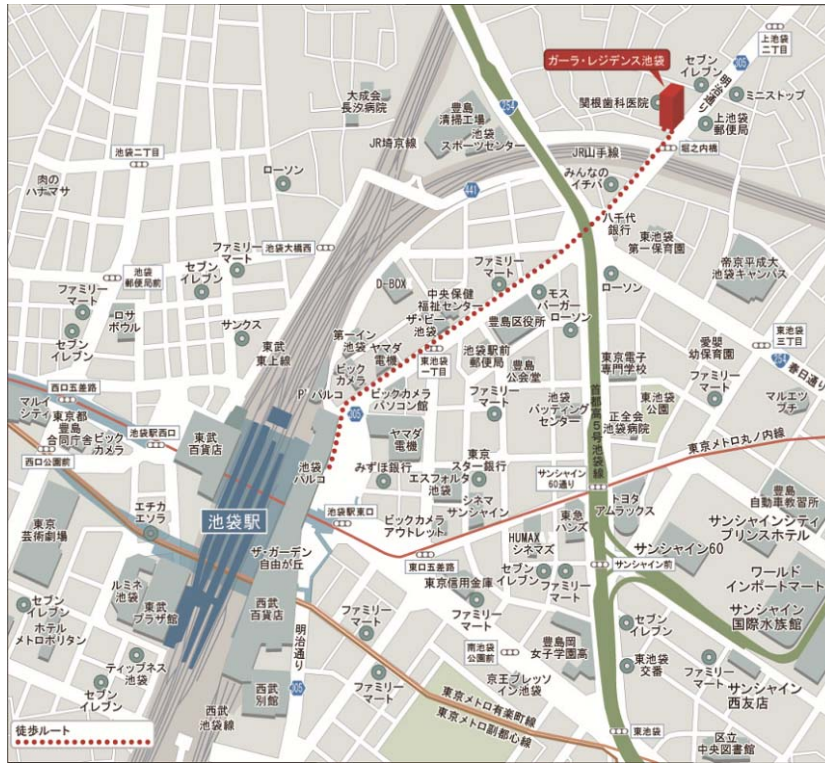 上池袋
二丁目
ガーラ・レジデンス池袋
セブン
イレブン
305
明治通り
ミニストップ
関根歯科医院
上池袋
郵便局
堀之内橋
大成会
長汐病院
豊島
清掃工場
池袋
スポーツセンター
254
JR埼京線
JR山手線
みんなの
イチバ
池袋二丁目
肉の
ハナマサ
ローソン
441
八千代
銀行
東池袋
第一保育園
帝京平成大
池袋キャンパス
池袋大橋西
ファミリー
マート
セブン
イレブン
池袋
郵便局前
ファミリー
マート
ロサ
ボウル
セブン
イレブン
サンクス
D-BOX
中央保健
福祉センター
ファミリー
マート
ザ・ビー
池袋
モス
バーガー
ローソン
ローソン
豊島区役所
東武
東上線
第一イン
池袋
ヤマダ
電機
東池袋
一丁目
池袋駅前
郵便局
豊島
公会堂
東京電子
専門学校
愛嬰
幼保育園
東池袋
三丁目
254
春日通り
ビック
カメラ
P'パルコ
ビックカメラ
パソコン館
305
ファミリー
マート
池袋
バッティング
センター
首都高5号池袋線
東池袋
公園
正全会
池袋病院
ファミリー
マート
マルエツ
プチ
西口五差路
マルイ
シティ
東京都
豊島
合同庁舎
ビック
カメラ
池袋駅西口
西口公園前
東武
百貨店
池袋
パルコ
ヤマダ
電機
みずほ銀行
エスフォルタ
池袋
東京
スター銀行
シネマ
サンシャイン
サンシャイン
60通り
東京メトロ丸ノ内線
トヨタ
アムラックス
豊島
自動車教習所
エチカ
エソラ
池袋駅
池袋駅東口
ビックカメラ
アウトレット
東急
ハンズ
HUMAX
シネマズ
サンシャインシティ
プリンスホテル
サンシャイン60
東京
芸術劇場
ザ・ガーデン
自由が丘
東口五差路
東京信用金庫
セブン
イレブン
ファミリー
マート
サンシャイン前
ワールド
インポートマート
サンシャイン
国際水族館
ルミネ
池袋
東武
プラザ館
西武
百貨店
セブン
イレブン
ホテル
メトロポリタン
ファミリー
マート
ファミリー
マート
南池袋
公園前
豊島岡
女子学園高
セブン
イレブン
東池袋
交番
ファミリー
マート
サンシャイン
西友店
ティップネス
池袋
セブン
イレブン
明治通り
305
西武
別館
西武
池袋線
ファミリー
マート
京王プレッソ
イン池袋
東京メトロ有楽町線
東京メトロ副都心線
東池袋
区立
中央図書館
徒歩ルート